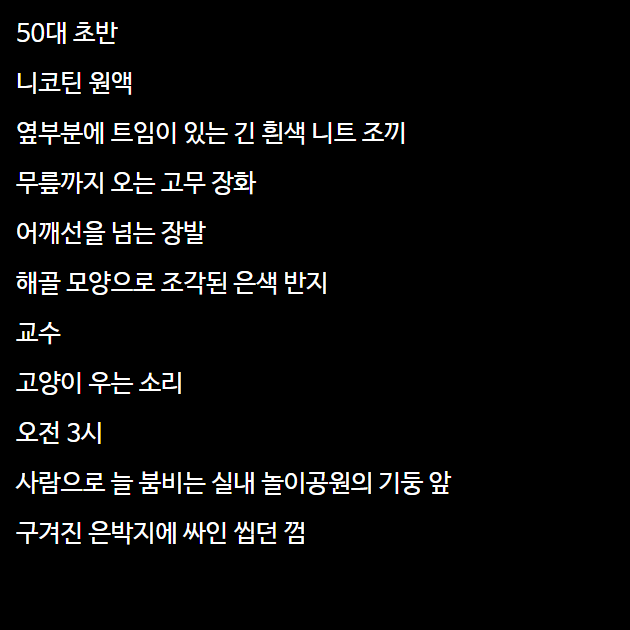 50대 초반
니코틴 원액
옆부분에 트임이 있는 긴 흰색 니트 조끼
무릎까지 오는 고무 장화
어깨선을 넘는 장발
해골 모양으로 조각된 은색 반지
교수
고양이 우는 소리
오전 3시
사람으로 늘 붐비는 실내 놀이공원의 기둥 앞
구겨진 은박지에 싸인 씹던 껌